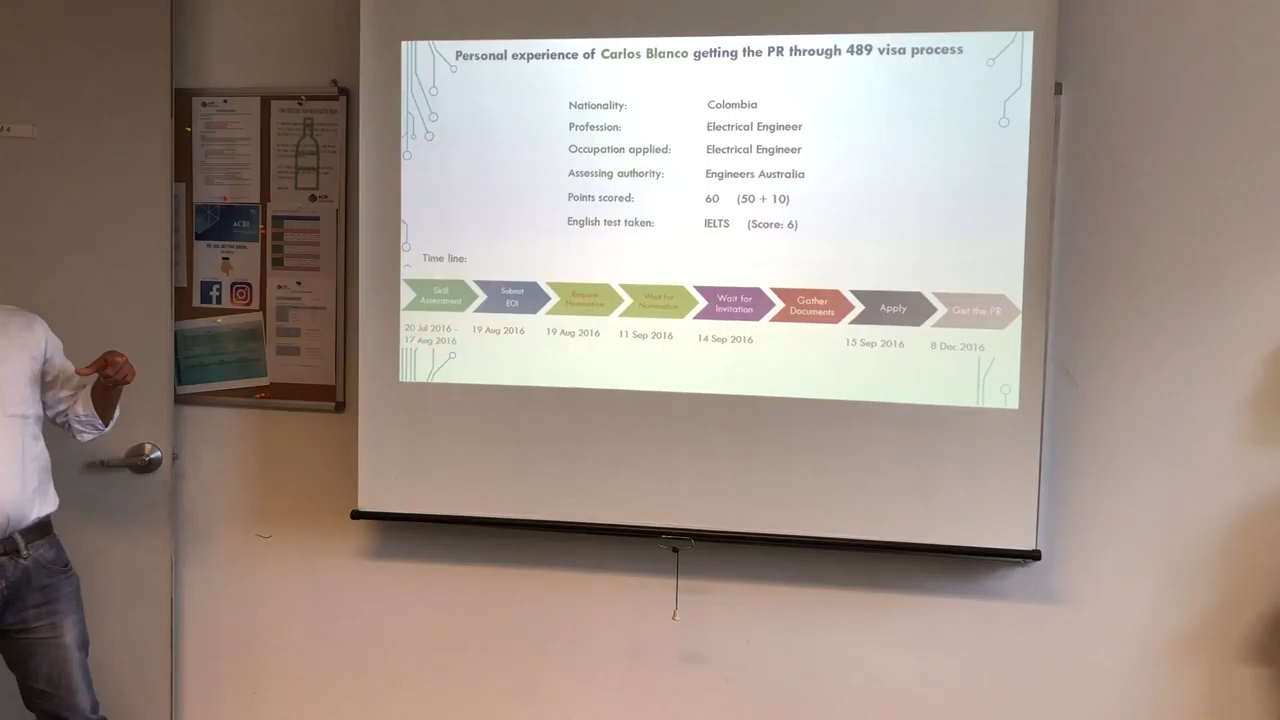 Personal experience of Carlos Blanco getting the PR through 489 visa process
Nationality: Colombia
Profession: Electrical Engineer
Occupation applied: Electrical Engineer
Assessing authority: Engineers Australia
Points scored: 60 (50 + 10)
English test taken: IELTS (Score: 6)
Time line:
Skill Assessment
Submit EOI
Request Nomination
Wait for Nomination
Wait for Invitation
Gather Documents
Apply
Get the PR
20 Jul 2016 -
17 Aug 2016
19 Aug 2016
19 Aug 2016
11 Sep 2016
14 Sep 2016
15 Sep 2016
8 Dec 2016
M 4
ACBI